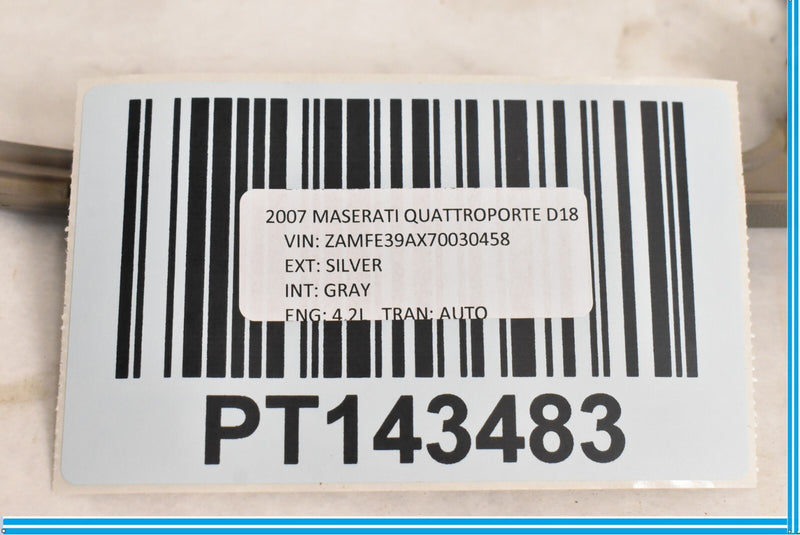 2007 MASERATI QUATTROPORTE D18
VIN: ZAMFE39AX70030458
EXT: SILVER
INT: GRAY
ENG: 4.2L TRAN: AUTO
PT143483